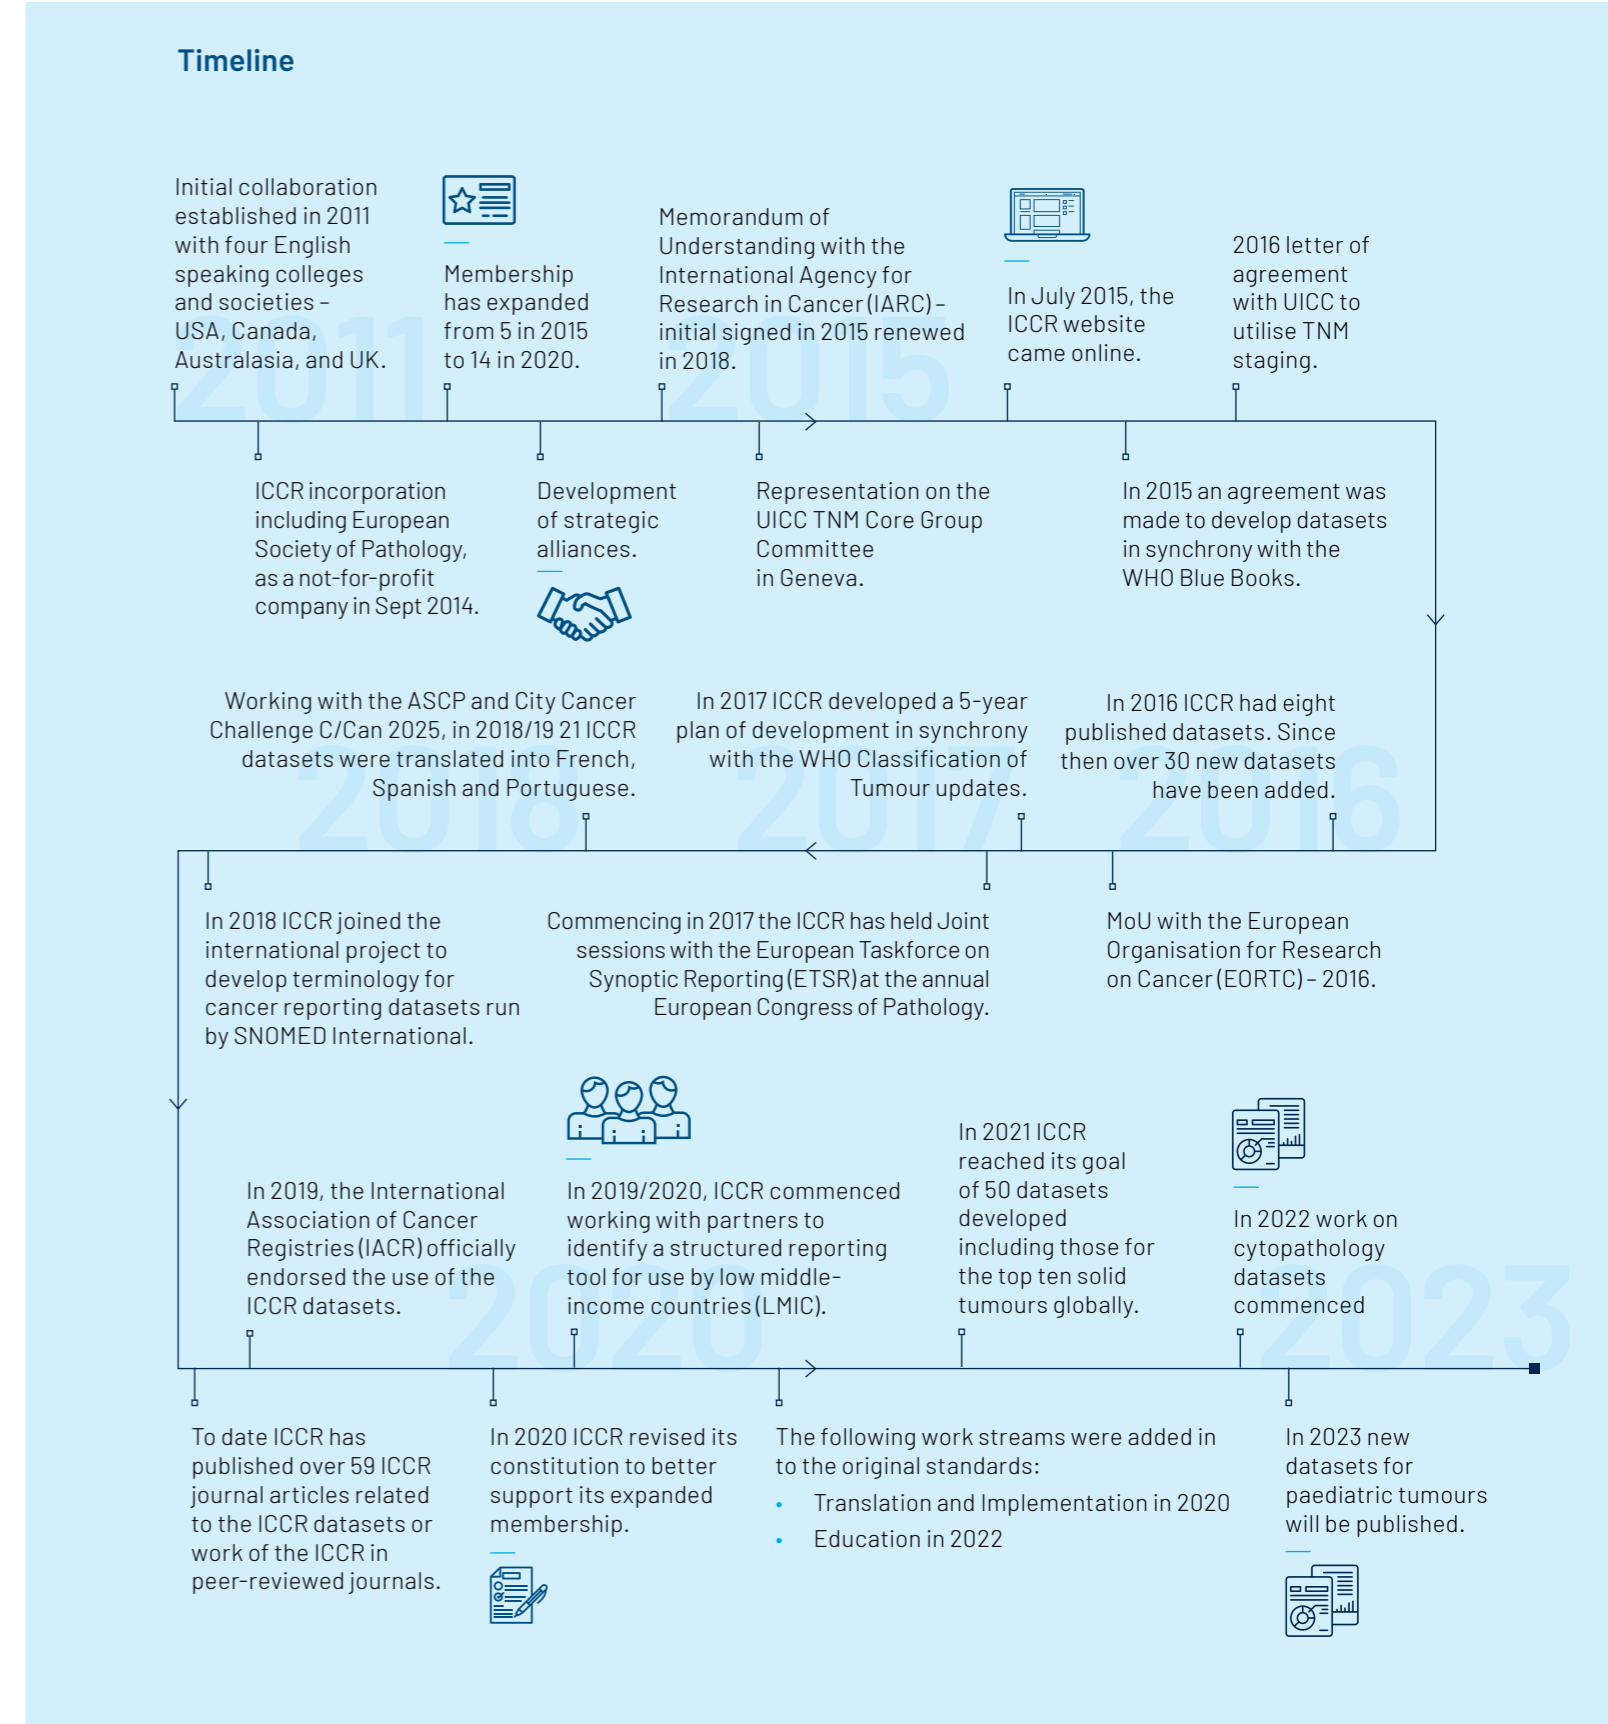 Timeline
Initial collaboration
established in 2011
with four English
speaking colleges
and societies –
USA, Canada,
Australasia, and UK.
Membership
has expanded
from 5 in 2015
to 14 in 2020.
Memorandum of
Understanding with the
International Agency for
Research in Cancer (IARC) –
initial signed in 2015 renewed
in 2018.
In July 2015, the
ICCR website
came online.
2016 letter of
agreement
with UICC to
utilise TNM
staging.
2011
2015
ICCR incorporation
including European
Society of Pathology,
as a not-for-profit
company in Sept 2014.
Development
of strategic
alliances.
Representation on the
UICC TNM Core Group
Committee
in Geneva.
In 2015 an agreement was
made to develop datasets
in synchrony with the
WHO Blue Books.
In 2016 ICCR had eight
published datasets. Since
then over 30 new datasets
have been added.
In 2017 ICCR developed a 5-year
plan of development in synchrony
with the WHO Classification of
Tumour updates.
Working with the ASCP and City Cancer
Challenge C/Can 2025, in 2018/19 21 ICCR
datasets were translated into French,
Spanish and Portuguese.
2016
2017
2018
MoU with the European
Organisation for Research
on Cancer (EORTC) – 2016.
Commencing in 2017 the ICCR has held Joint
sessions with the European Taskforce on
Synoptic Reporting (ETSR) at the annual
European Congress of Pathology.
In 2018 ICCR joined the
international project to
develop terminology for
cancer reporting datasets run
by SNOMED International.
In 2019, the International
Association of Cancer
Registries (IACR) officially
endorsed the use of the
ICCR datasets.
In 2019/2020, ICCR commenced
working with partners to
identify a structured reporting
tool for use by low middle-
income countries (LMIC).
In 2021 ICCR
reached its goal
of 50 datasets
developed
including those for
the top ten solid
tumours globally.
In 2022 work on
cytopathology
datasets
commenced
2020
2023
To date ICCR has
published over 59 ICCR
journal articles related
to the ICCR datasets or
work of the ICCR in
peer-reviewed journals.
In 2020 ICCR revised its
constitution to better
support its expanded
membership.
The following work streams were added in
to the original standards:
• Translation and Implementation in 2020
• Education in 2022
In 2023 new
datasets for
paediatric tumours
will be published.